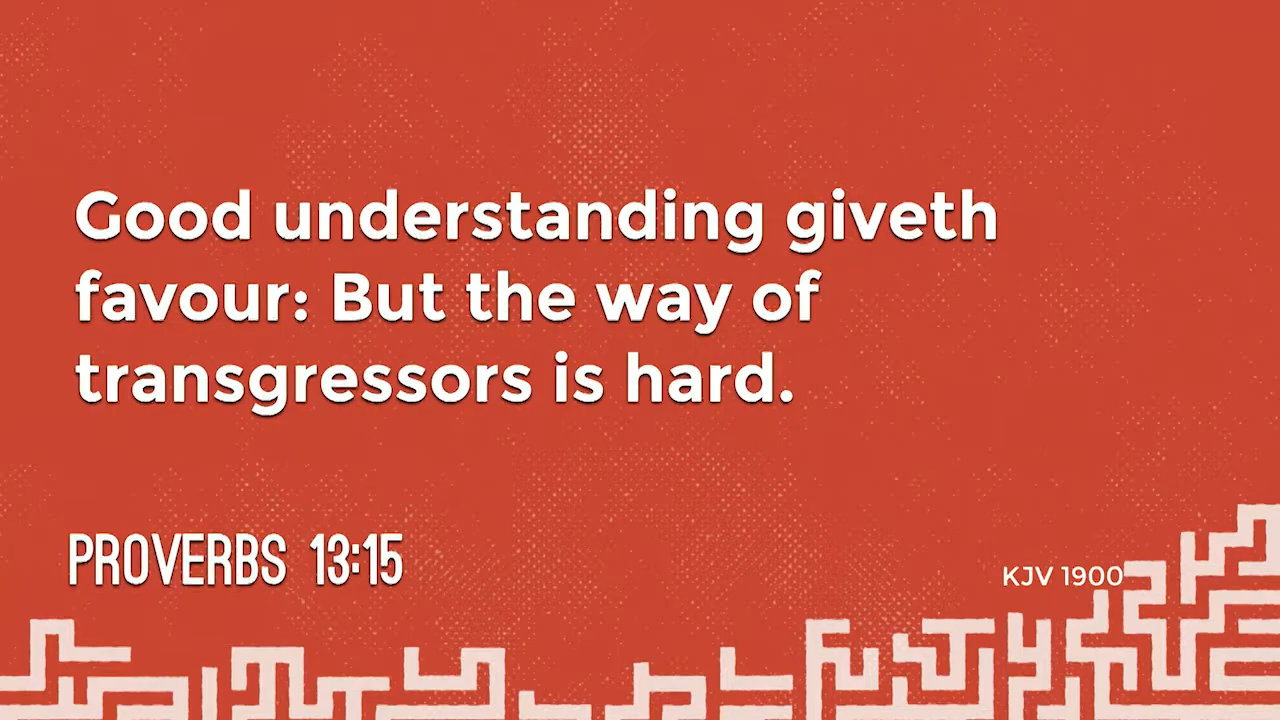 Good understanding giveth
favour: But the way of
transgressors is hard.
PROVERBS 13:15
KJV 1900